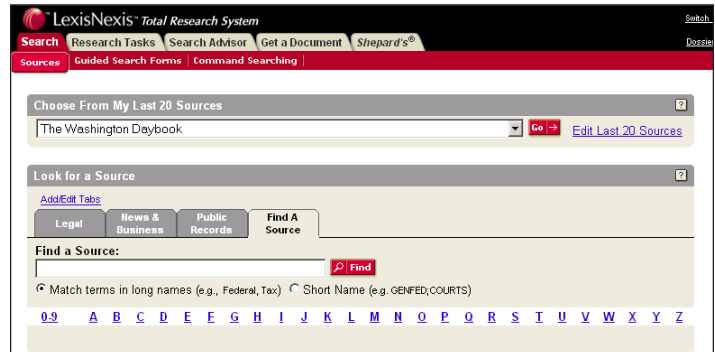 LexisNexis™ Total Research System
Switch
Search Research Tasks Search Advisor Get a Document Shepard's®
Dossier
Sources Guided Search Forms | Command Searching |
Choose From My Last 20 Sources ?
The Washington Daybook Go → Edit Last 20 Sources
Look for a Source ?
Add/Edit Tabs
Legal News & Business Public Records Find A Source
Find a Source:
Find
Match terms in long names (e.g., Federal, Tax) Short Name (e.g. GENFED;COURTS)
0-9 A B C D E F G H I J K L M N O P Q R S T U V W X Y Z